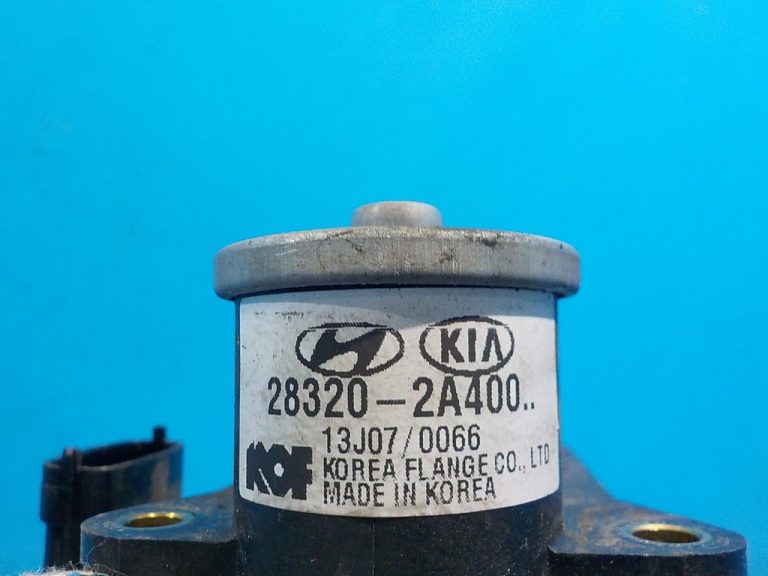 KIA
28320-2A400..
13J07/0066
KOF KOREA FLANGE CO., LTD
MADE IN KOREA